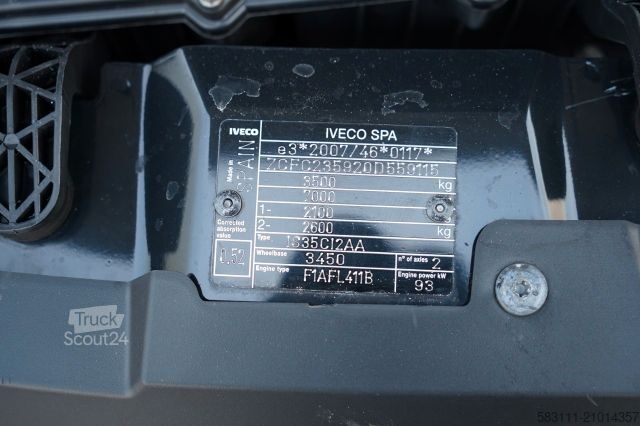 IVECO IVECO SPA
Made in SPAIN
e3*2007/46*0117*
ZCFC235920D559115
3500 kg
7000
1- 2100
2- 2600 kg
Corrected absorption value
0.52
Type IS35CI2AA
Wheelbase 3450 n° of axles 2
Engine type F1AFL411B Engine power kW 93
Truck
Scout24
583111-21014357